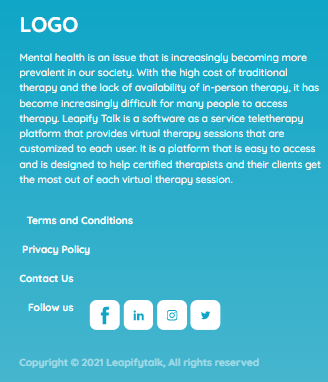 LOGO
Mental health is an issue that is increasingly becoming more
prevalent in our society. With the high cost of traditional
therapy and the lack of availability of in-person therapy, it has
become increasingly difficult for many people to access
therapy. Leapify Talk is a software as a service teletherapy
platform that provides virtual therapy sessions that are
customized to each user. It is a platform that is easy to access
and is designed to help certified therapists and their clients get
the most out of each virtual therapy session.
Terms and Conditions
Privacy Policy
Contact Us
Follow us
Copyright © 2021 Leapifytalk, All rights reserved